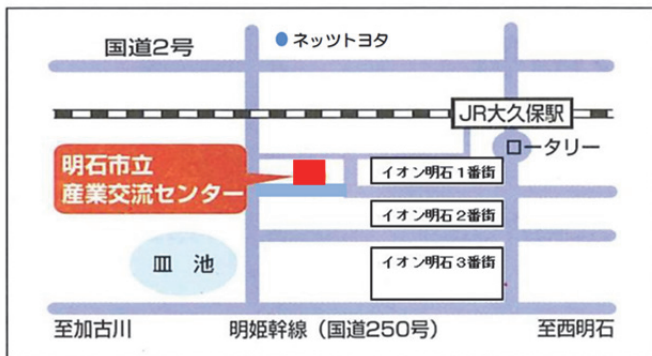 国道2号
ネッツトヨタ
JR大久保駅
ロータリー
明石市立
産業交流センター
イオン明石1番街
イオン明石2番街
イオン明石3番街
皿池
至加古川
明姫幹線（国道250号）
至西明石